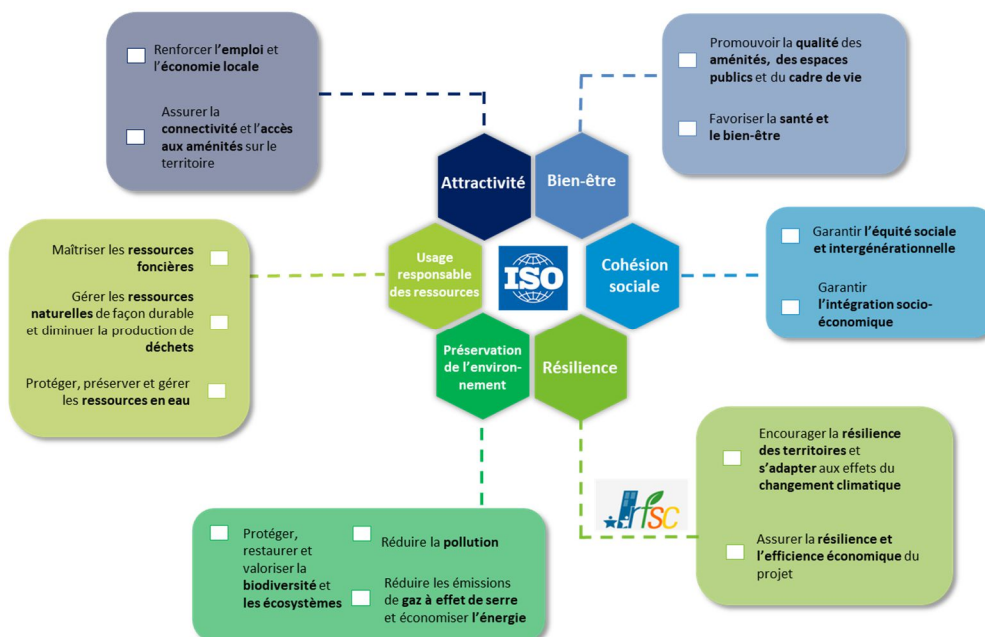 Renforcer l'emploi et
l'économie locale
Assurer la
connectivité et l'accès
aux aménités sur le
territoire
Promouvoir la qualité des
aménités, des espaces
publics et du cadre de vie
Favoriser la santé et
le bien-être
Attractivité
Bien-être
Maîtriser les ressources
foncières
Gérer les ressources
naturelles de façon durable
et diminuer la production de
déchets
Protéger, préserver et gérer
les ressources en eau
Usage
responsable
des ressources
ISO
Cohésion
sociale
Garantir l'équité sociale
et intergénérationnelle
Garantir
l'intégration socio-
économique
Préservation
de l'environ-
nement
Résilience
Encourager la résilience
des territoires et
s'adapter aux effets du
changement climatique
Assurer la résilience et
l'efficience économique du
projet
rfsc
Protéger,
restaurer et
valoriser la
biodiversité et
les écosystèmes
Réduire la pollution
Réduire les émissions
de gaz à effet de serre
et économiser l'énergie